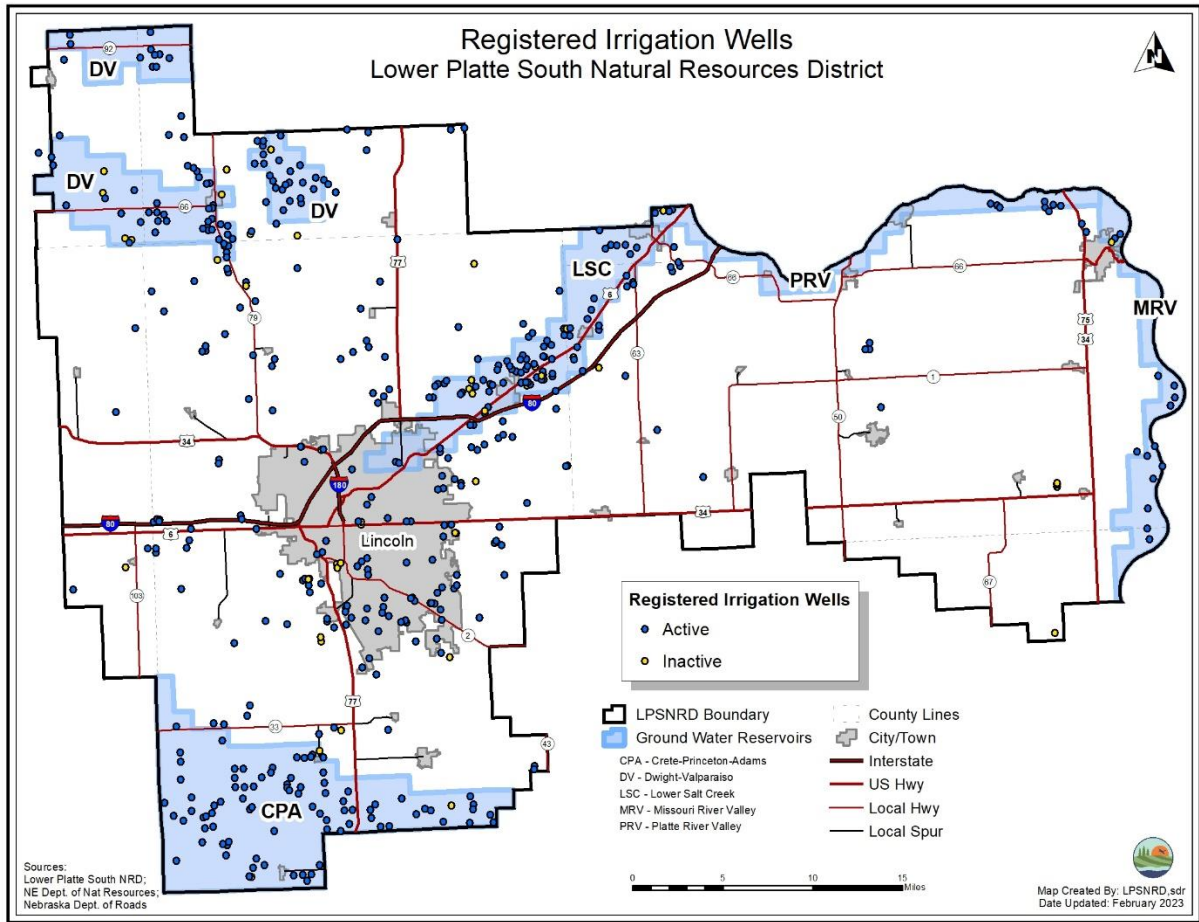 Registered Irrigation Wells
Lower Platte South Natural Resources District
N
92
DV
DV
DV
66
77
79
LSC
6
66
PRV
66
MRV
75
34
63
1
50
80
34
180
80
6
Lincoln
34
103
2
67
77
33
43
CPA
Registered Irrigation Wells
Active
Inactive
LPSNRD Boundary
Ground Water Reservoirs
CPA - Crete-Princeton-Adams
DV - Dwight-Valparaiso
LSC - Lower Salt Creek
MRV - Missouri River Valley
PRV - Platte River Valley
County Lines
City/Town
Interstate
US Hwy
Local Hwy
Local Spur
0 5 10 15
Miles
Sources:
Lower Platte South NRD;
NE Dept. of Nat Resources;
Nebraska Dept. of Roads
Map Created By: LPSNRD,sdr
Date Updated: February 2023